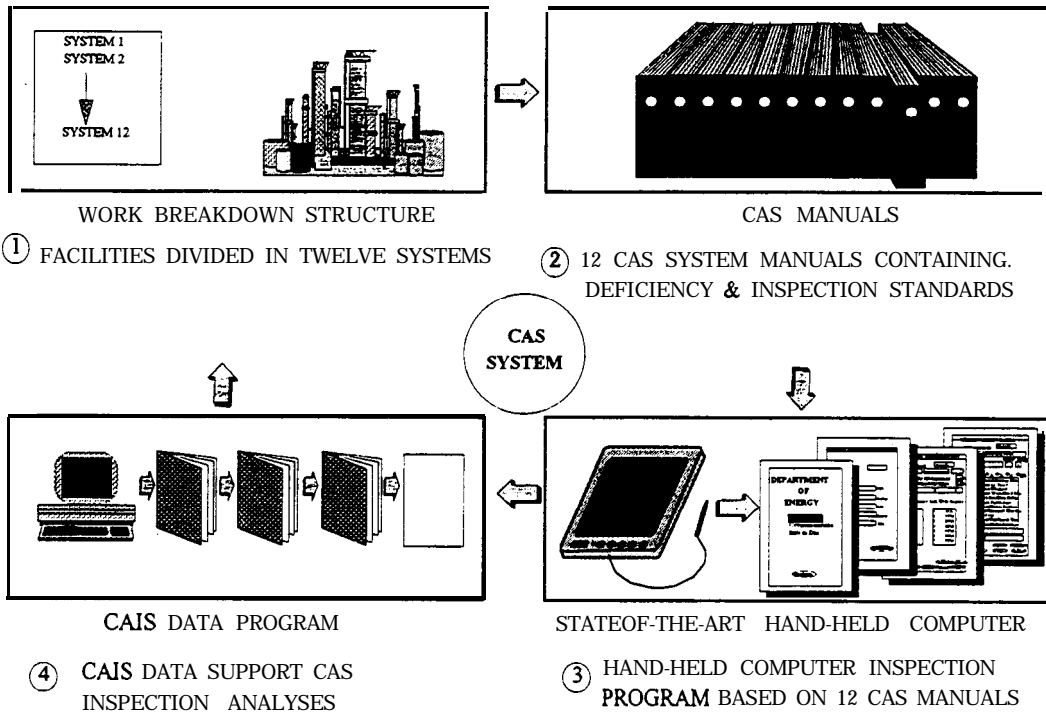 SYSTEM 1
SYSTEM 2
SYSTEM 12
WORK BREAKDOWN STRUCTURE
1 FACILITIES DIVIDED IN TWELVE SYSTEMS
CAS MANUALS
2 12 CAS SYSTEM MANUALS CONTAINING.
DEFICIENCY & INSPECTION STANDARDS
CAS
SYSTEM
DEPARTMENT
OF
ENERGY
CAIS DATA PROGRAM
4 CAIS DATA SUPPORT CAS
INSPECTION ANALYSES
STATEOF-THE-ART HAND-HELD COMPUTER
3 HAND-HELD COMPUTER INSPECTION
PROGRAM BASED ON 12 CAS MANUALS